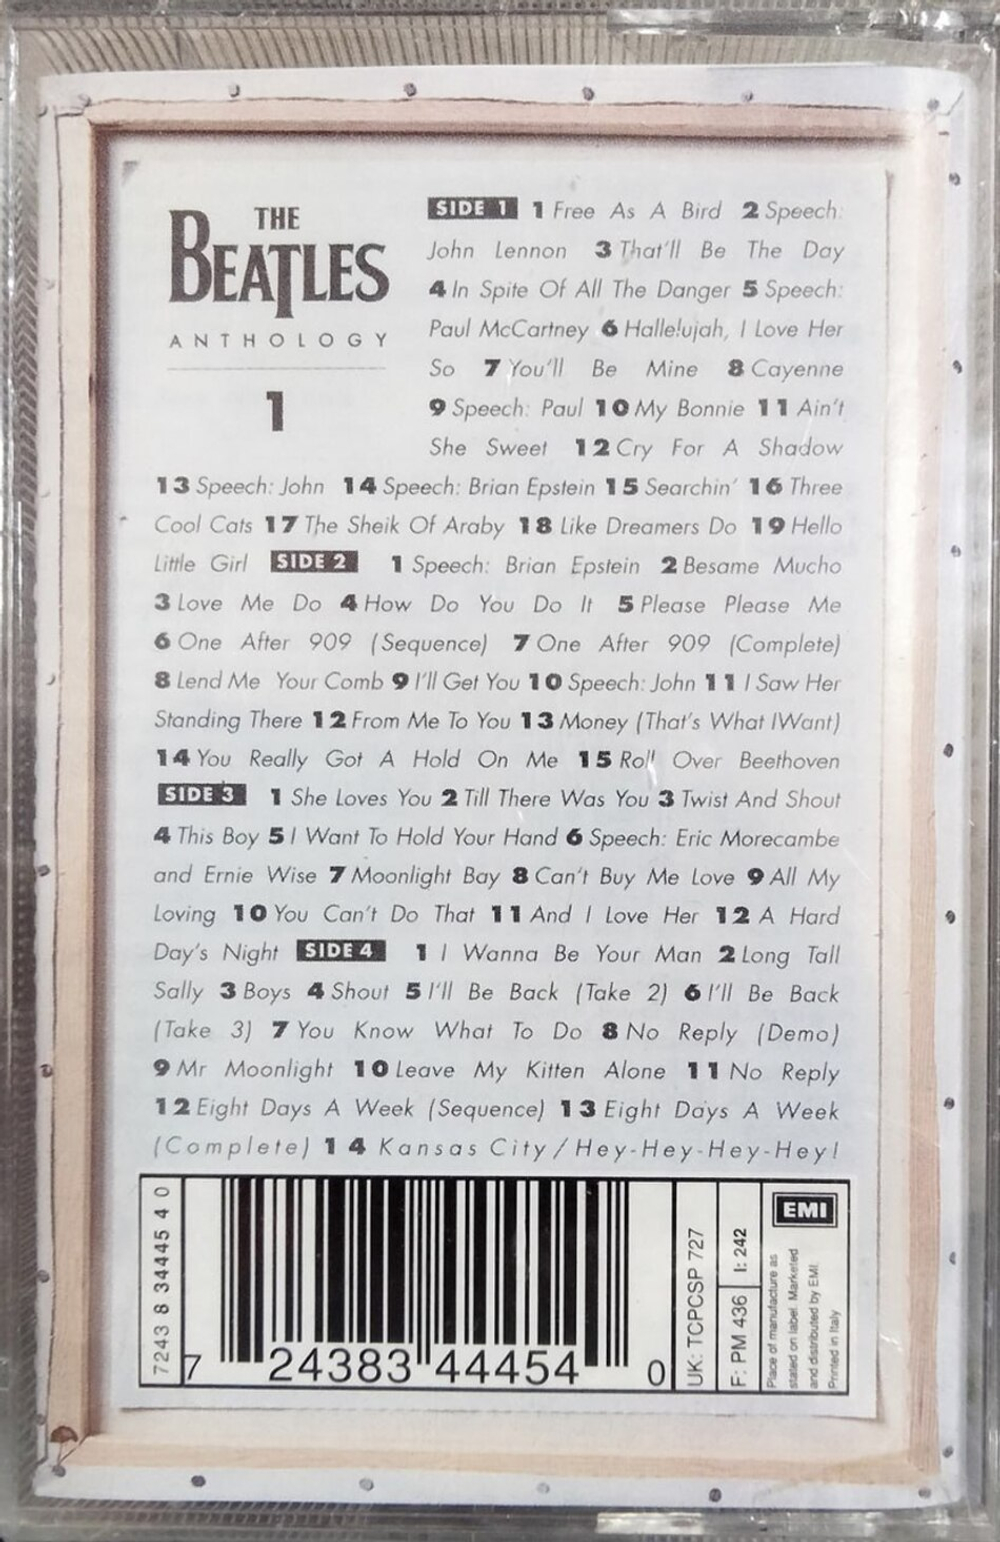 THE
BEATLES
ANTHOLOGY
1
SIDE 1 1 Free As A Bird 2 Speech:
John Lennon 3 That'll Be The Day
4 In Spite Of All The Danger 5 Speech:
Paul McCartney 6 Hallelujah, I Love Her
So 7 You'll Be Mine 8 Cayenne
9 Speech: Paul 10 My Bonnie 11 Ain't
She Sweet 12 Cry For A Shadow
13 Speech: John 14 Speech: Brian Epstein 15 Searchin' 16 Three
Cool Cats 17 The Sheik Of Araby 18 Like Dreamers Do 19 Hello
Little Girl SIDE 2 1 Speech: Brian Epstein 2 Besame Mucho
3 Love Me Do 4 How Do You Do It 5 Please Please Me
6 One After 909 (Sequence) 7 One After 909 (Complete)
8 Lend Me Your Comb 9 I'll Get You 10 Speech: John 11 I Saw Her
Standing There 12 From Me To You 13 Money (That's What IWant)
14 You Really Got A Hold On Me 15 Roll Over Beethoven
SIDE 3 1 She Loves You 2 Till There Was You 3 Twist And Shout
4 This Boy 5 I Want To Hold Your Hand 6 Speech: Eric Morecambe
and Ernie Wise 7 Moonlight Bay 8 Can't Buy Me Love 9 All My
Loving 10 You Can't Do That 11 And I Love Her 12 A Hard
Day's Night SIDE 4 1 I Wanna Be Your Man 2 Long Tall
Sally 3 Boys 4 Shout 5 I'll Be Back (Take 2) 6 I'll Be Back
(Take 3) 7 You Know What To Do 8 No Reply (Demo)
9 Mr Moonlight 10 Leave My Kitten Alone 11 No Reply
12 Eight Days A Week (Sequence) 13 Eight Days A Week
(Complete) 14 Kansas City/Hey-Hey-Hey-Hey!
7243 8 34445 4 0
7 24383 44454 0
UK: TCPCSP 727
F: PM 436 I: 242
EMI
Place of manufacture as
stated on label. Marketed
and distributed by EMI.
Printed in Italy